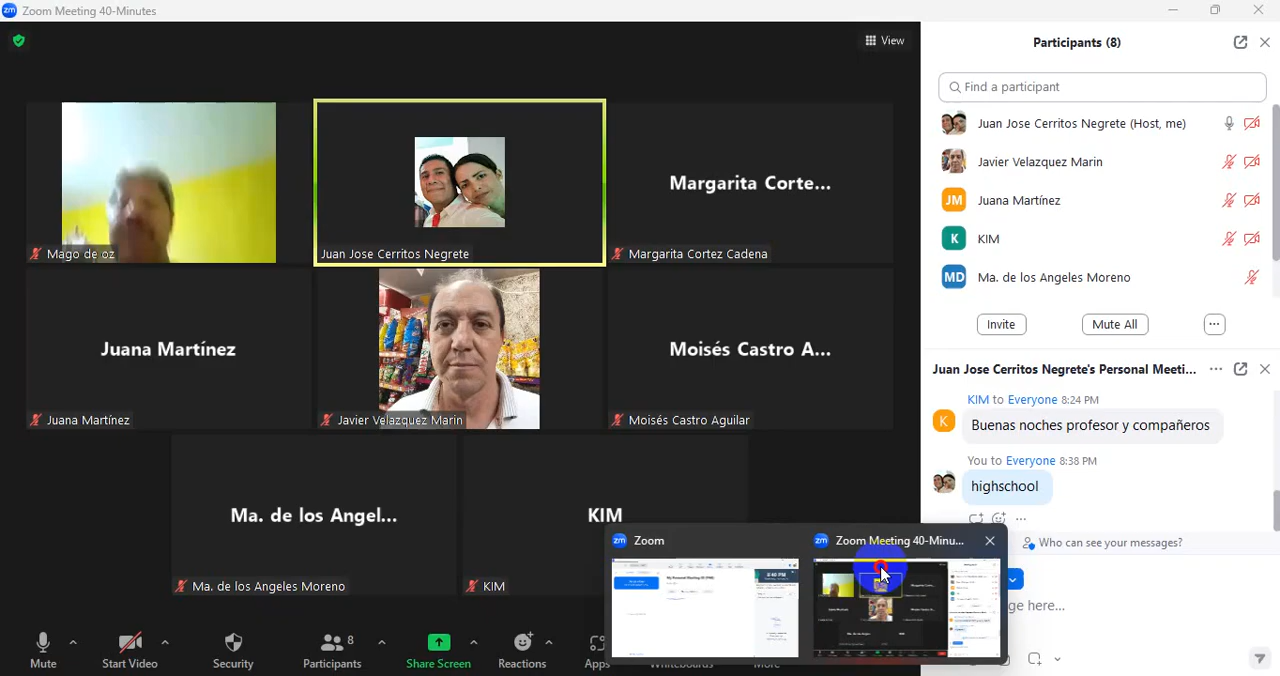 Zoom Meeting 40-Minutes
View
Mago de oz
Juan Jose Cerritos Negrete
Margarita Corte...
Margarita Cortez Cadena
Juana Martínez
Juana Martínez
Javier Velazquez Marin
Moisés Castro A...
Moisés Castro Aguilar
Ma. de los Angel...
Ma. de los Angeles Moreno
KIM
KIM
Zoom
Zoom Meeting 40-Minu...
Mute
Start Video
Security
8
Participants
Share Screen
Reactions
Apps
Participants (8)
Find a participant
Juan Jose Cerritos Negrete (Host, me)
Javier Velazquez Marin
JM Juana Martínez
K KIM
MD Ma. de los Angeles Moreno
Invite
Mute All
Juan Jose Cerritos Negrete's Personal Meeti...
KIM to Everyone 8:24 PM
K
Buenas noches profesor y compañeros
You to Everyone 8:38 PM
highschool
Who can see your messages?